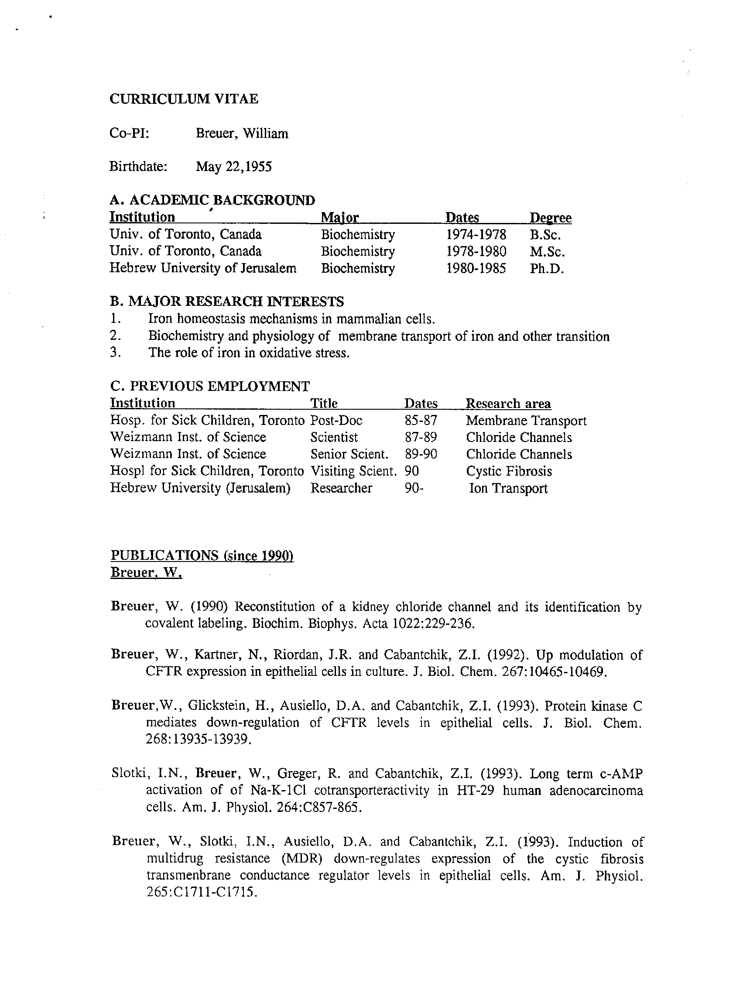 CURRICULUM VITAE
Co-PI: Breuer, William
Birthdate: May 22,1955
A. ACADEMIC BACKGROUND
Institution Major Dates Degree
Univ. of Toronto, Canada Biochemistry 1974-1978 B.Sc.
Univ. of Toronto, Canada Biochemistry 1978-1980 M.Sc.
Hebrew University of Jerusalem Biochemistry 1980-1985 Ph.D.
B. MAJOR RESEARCH INTERESTS
1. Iron homeostasis mechanisms in mammalian cells.
2. Biochemistry and physiology of membrane transport of iron and other transition
3. The role of iron in oxidative stress.
C. PREVIOUS EMPLOYMENT
Institution Title Dates Research area
Hosp. for Sick Children, Toronto Post-Doc 85-87 Membrane Transport
Weizmann Inst. of Science Scientist 87-89 Chloride Channels
Weizmann Inst. of Science Senior Scient. 89-90 Chloride Channels
Hospl for Sick Children, Toronto Visiting Scient. 90 Cystic Fibrosis
Hebrew University (Jerusalem) Researcher 90- Ion Transport
PUBLICATIONS (since 1990)
Breuer, W.
Breuer, W. (1990) Reconstitution of a kidney chloride channel and its identification by
covalent labeling. Biochim. Biophys. Acta 1022:229-236.
Breuer, W., Kartner, N., Riordan, J.R. and Cabantchik, Z.I. (1992). Up modulation of
CFTR expression in epithelial cells in culture. J. Biol. Chem. 267:10465-10469.
Breuer,W., Glickstein, H., Ausiello, D.A. and Cabantchik, Z.I. (1993). Protein kinase C
mediates down-regulation of CFTR levels in epithelial cells. J. Biol. Chem.
268:13935-13939.
Slotki, I.N., Breuer, W., Greger, R. and Cabantchik, Z.I. (1993). Long term c-AMP
activation of of Na-K-1Cl cotransporteractivity in HT-29 human adenocarcinoma
cells. Am. J. Physiol. 264:C857-865.
Breuer, W., Slotki, I.N., Ausiello, D.A. and Cabantchik, Z.I. (1993). Induction of
multidrug resistance (MDR) down-regulates expression of the cystic fibrosis
transmenbrane conductance regulator levels in epithelial cells. Am. J. Physiol.
265:C1711-C1715.